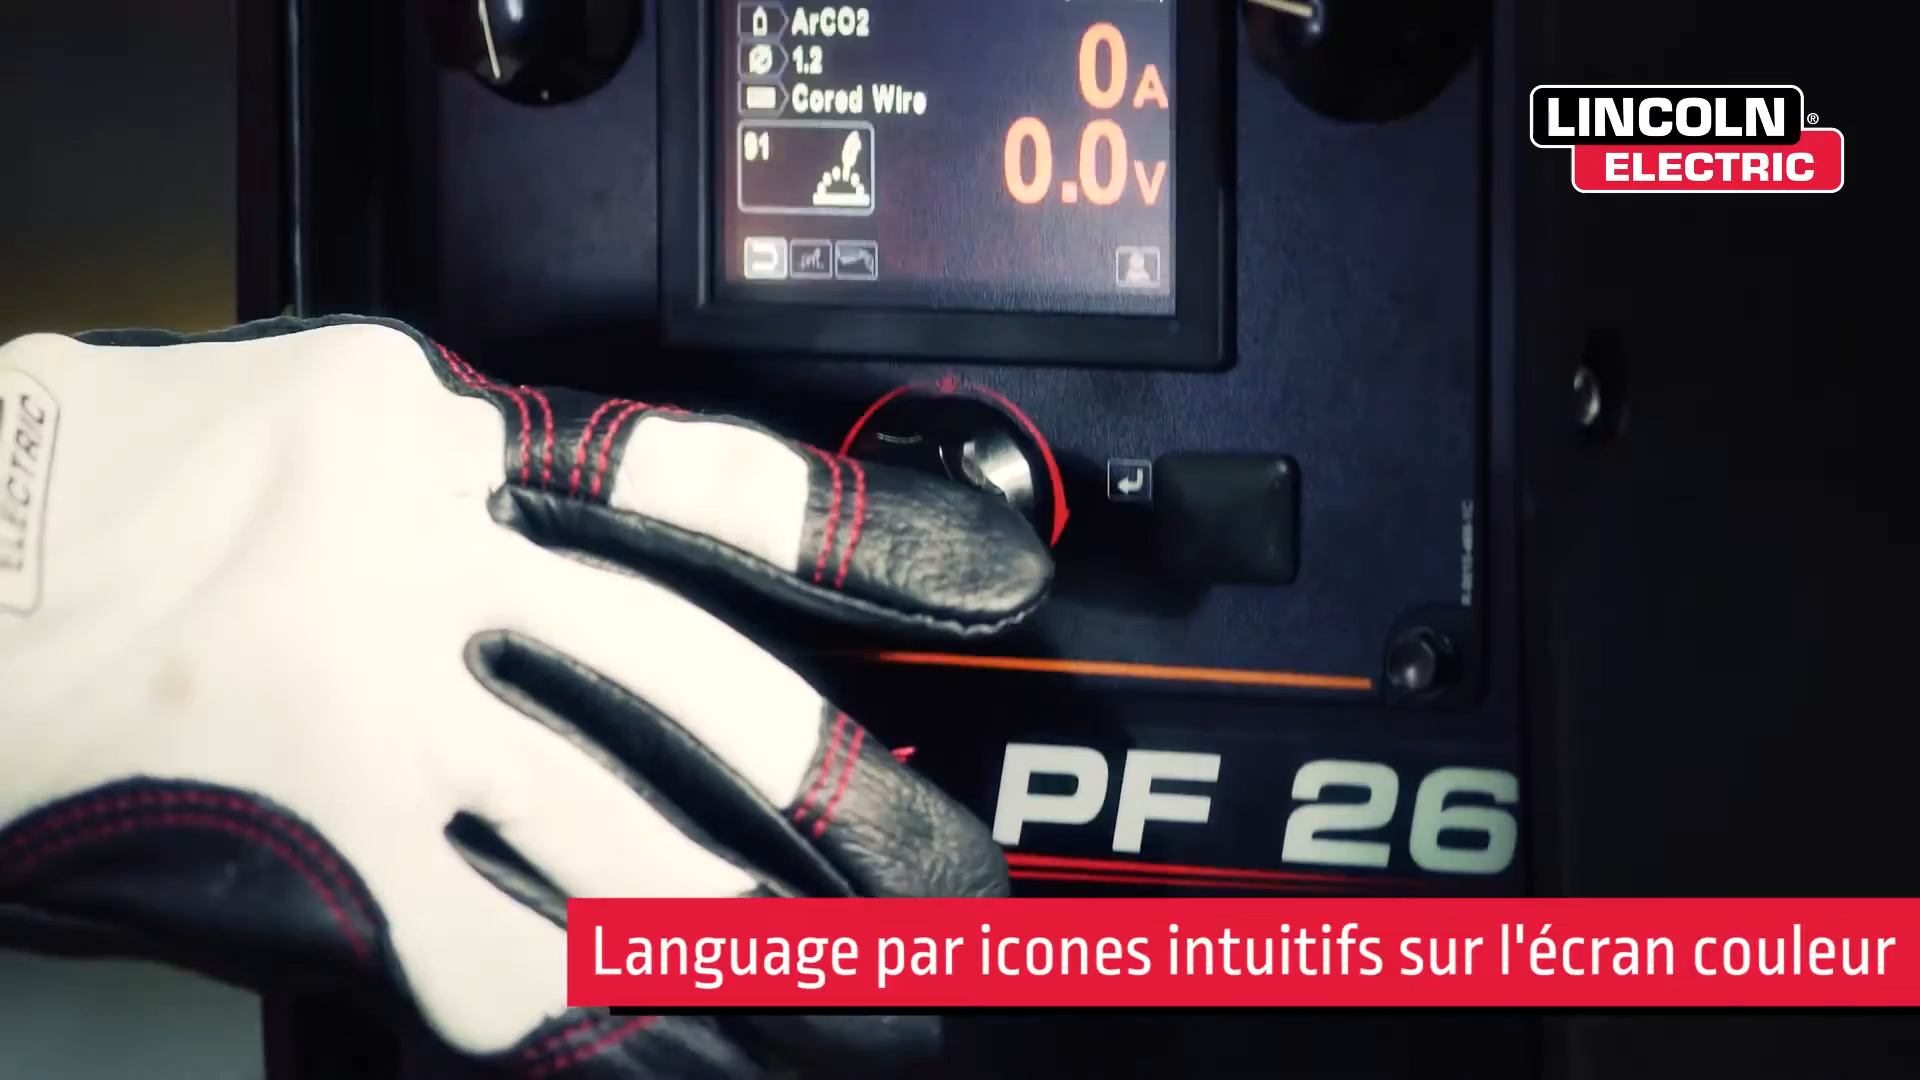 ArCO2
1.2
Cored Wire
91
0A
0.0V
LINCOLN®
ELECTRIC
ELECTRIC
PF 26
Language par icones intuitifs sur l'écran couleur